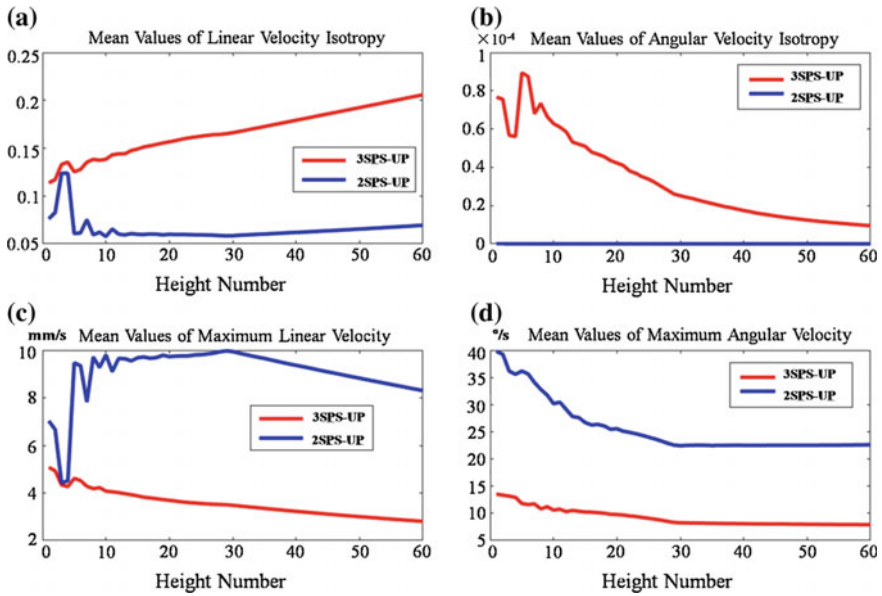 (a)
Mean Values of Linear Velocity Isotropy
0.25
0.2
0.15
0.1
0.05
0 10 20 30 40 50 60
3SPS-UP
2SPS-UP
Height Number
(b)
×10⁻⁴ Mean Values of Angular Velocity Isotropy
1
0.8
0.6
0.4
0.2
0
0 10 20 30 40 50 60
3SPS-UP
2SPS-UP
Height Number
(c)
mm/s Mean Values of Maximum Linear Velocity
10
8
6
4
2
0 10 20 30 40 50 60
3SPS-UP
2SPS-UP
Height Number
(d)
°/s Mean Values of Maximum Angular Velocity
40
35
30
25
20
15
10
5
0 10 20 30 40 50 60
3SPS-UP
2SPS-UP
Height Number